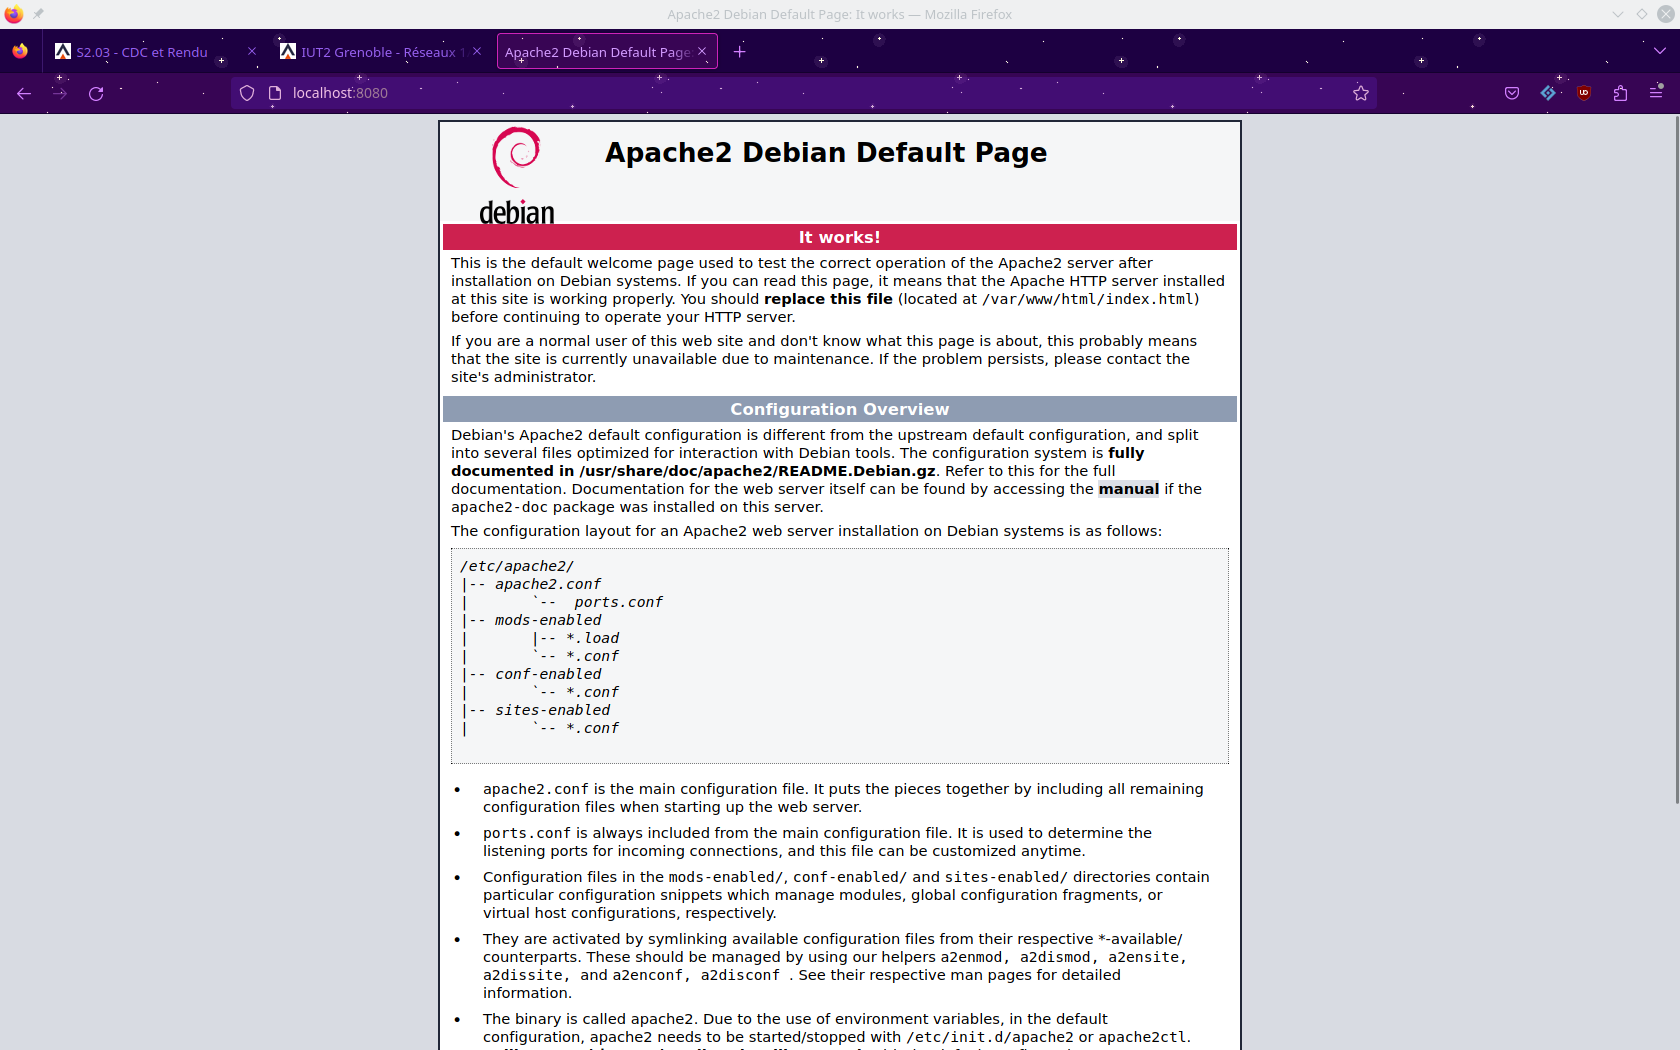 Apache2 Debian Default Page: It works — Mozilla Firefox
S2.03 - CDC et Rendu
IUT2 Grenoble - Réseaux 1
Apache2 Debian Default Page:
localhost:8080
debian
Apache2 Debian Default Page
It works!
This is the default welcome page used to test the correct operation of the Apache2 server after
installation on Debian systems. If you can read this page, it means that the Apache HTTP server installed
at this site is working properly. You should replace this file (located at /var/www/html/index.html)
before continuing to operate your HTTP server.
If you are a normal user of this web site and don't know what this page is about, this probably means
that the site is currently unavailable due to maintenance. If the problem persists, please contact the
site's administrator.
Configuration Overview
Debian's Apache2 default configuration is different from the upstream default configuration, and split
into several files optimized for interaction with Debian tools. The configuration system is fully
documented in /usr/share/doc/apache2/README.Debian.gz. Refer to this for the full
documentation. Documentation for the web server itself can be found by accessing the manual if the
apache2-doc package was installed on this server.
The configuration layout for an Apache2 web server installation on Debian systems is as follows:
/etc/apache2/
|-- apache2.conf
|       `--  ports.conf
|-- mods-enabled
|       |-- *.load
|       `-- *.conf
|-- conf-enabled
|       `-- *.conf
|-- sites-enabled
|       `-- *.conf
• apache2.conf is the main configuration file. It puts the pieces together by including all remaining
configuration files when starting up the web server.
• ports.conf is always included from the main configuration file. It is used to determine the
listening ports for incoming connections, and this file can be customized anytime.
• Configuration files in the mods-enabled/, conf-enabled/ and sites-enabled/ directories contain
particular configuration snippets which manage modules, global configuration fragments, or
virtual host configurations, respectively.
• They are activated by symlinking available configuration files from their respective *-available/
counterparts. These should be managed by using our helpers a2enmod, a2dismod, a2ensite,
a2dissite, and a2enconf, a2disconf . See their respective man pages for detailed
information.
• The binary is called apache2. Due to the use of environment variables, in the default
configuration, apache2 needs to be started/stopped with /etc/init.d/apache2 or apache2ctl.